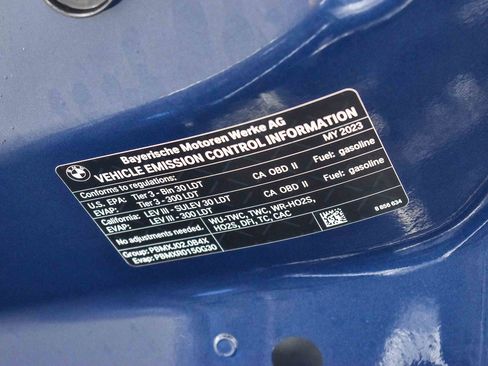 Bayerische Motoren Werke AG
VEHICLE EMISSION CONTROL INFORMATION
Conforms to regulations: MY 2023
U.S. EPA: Tier 3 - Bin 30 LDT CA OBD II Fuel: gasoline
EVAP: Tier 3 - 300 LDT
California: LEV III - SULEV 30 LDT CA OBD II Fuel: gasoline
EVAP: LEV III - 300 LDT
No adjustments needed. WU-TWC, TWC, WR-HO2S,
HO2S, DFI, TC, CAC
Group: PBMXJ02.0B4X
Evap: PBMXR0150G30
8 856 634